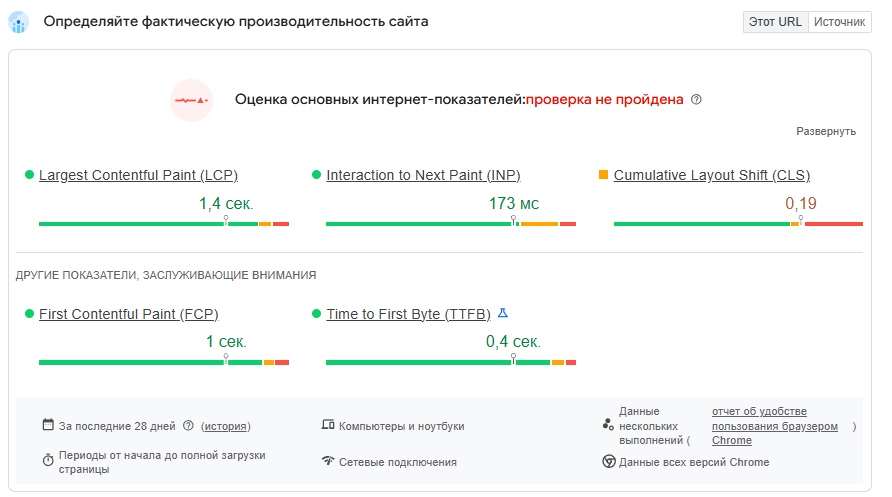 Определяйте фактическую производительность сайта
Этот URL
Источник
Оценка основных интернет-показателей:проверка не пройдена
Развернуть
Largest Contentful Paint (LCP)
1,4 сек.
Interaction to Next Paint (INP)
173 мс
Cumulative Layout Shift (CLS)
0,19
ДРУГИЕ ПОКАЗАТЕЛИ, ЗАСЛУЖИВАЮЩИЕ ВНИМАНИЯ
First Contentful Paint (FCP)
1 сек.
Time to First Byte (TTFB)
0,4 сек.
За последние 28 дней (история)
Компьютеры и ноутбуки
Данные
нескольких
выполнений (
отчет об удобстве
пользования браузером
Chrome
)
Периоды от начала до полной загрузки
страницы
Сетевые подключения
Данные всех версий Chrome